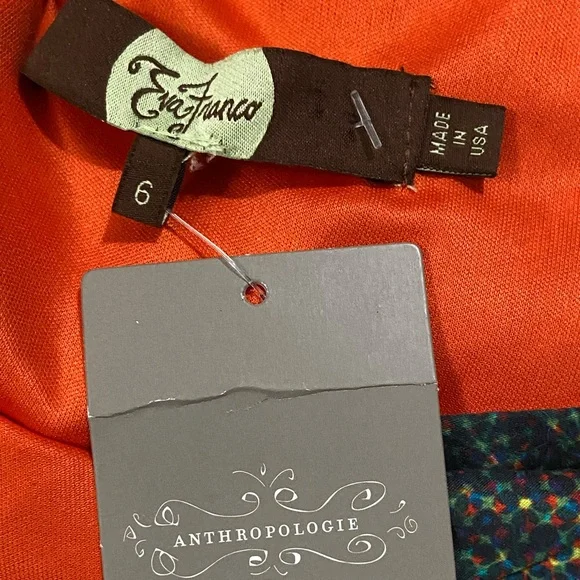 Eva Franco
MADE
IN
USA
6
ANTHROPOLOGIE